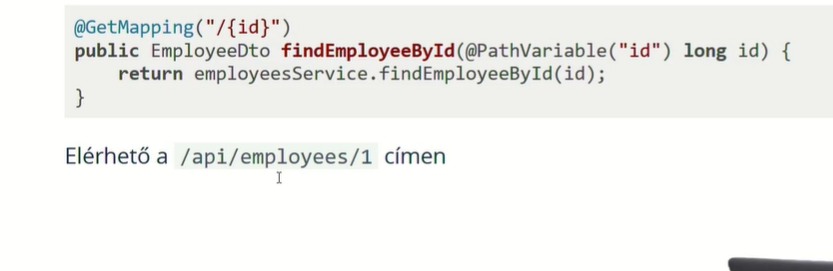 @GetMapping("/{id}")
public EmployeeDto findEmployeeById(@PathVariable("id") long id) {
    return employeesService.findEmployeeById(id);
}
Elérhető a /api/employees/1 címen